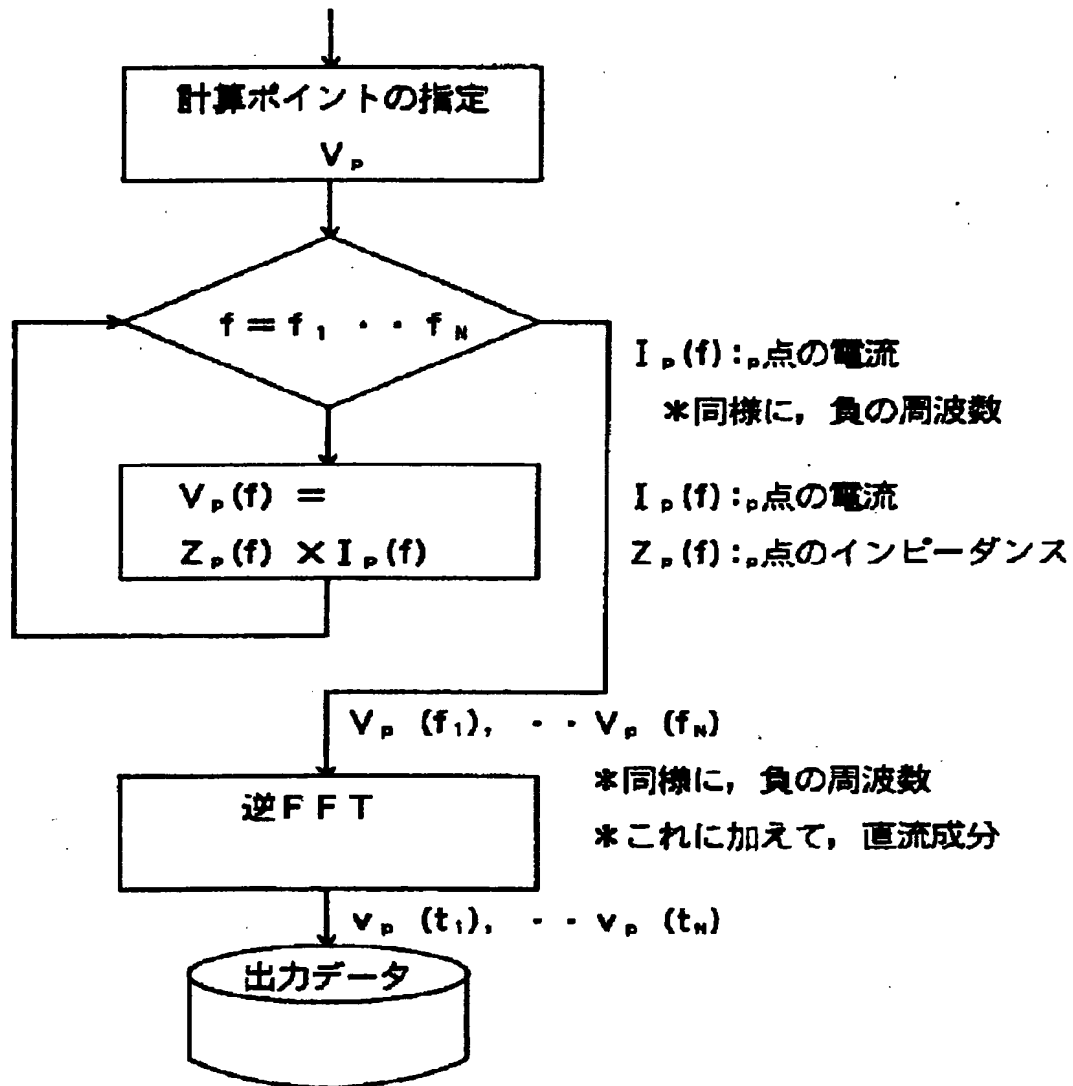 計算ポイントの指定
Vp
f＝f1 ・・fN
Ip(f)：p点の電流
＊同様に，負の周波数
Vp(f) ＝
Zp(f) ×Ip(f)
Ip(f)：p点の電流
Zp(f)：p点のインピーダンス
Vp (f1)，・・Vp (fN)
＊同様に，負の周波数
＊これに加えて，直流成分
逆FFT
vp (t1)，・・vp (tN)
出力データ